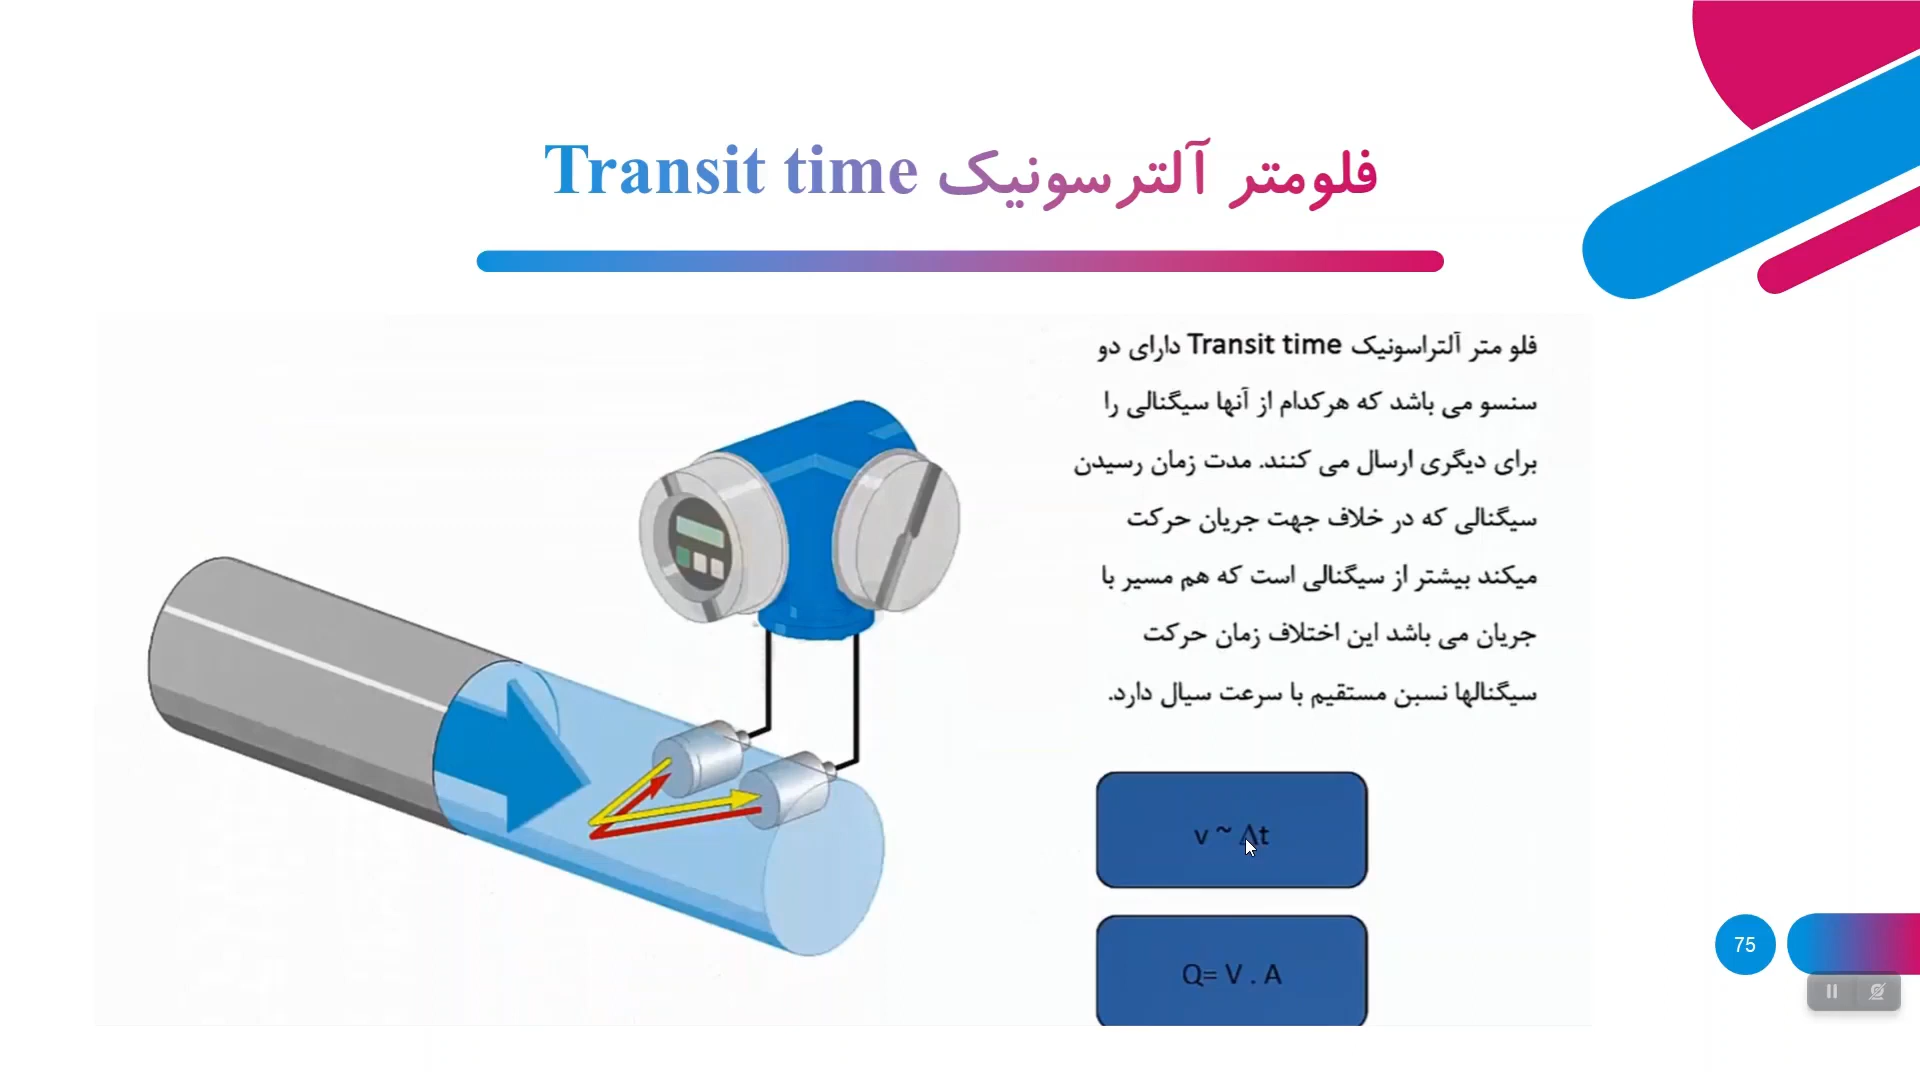 فلومتر آلترسونیک Transit time
فلو متر آلتراسونیک Transit time دارای دو
سنسو می باشد که هرکدام از آنها سیگنالی را
برای دیگری ارسال می کنند. مدت زمان رسیدن
سیگنالی که در خلاف جهت جریان حرکت
میکند بیشتر از سیگنالی است که هم مسیر با
جریان می باشد این اختلاف زمان حرکت
سیگنالها نسبن مستقیم با سرعت سیال دارد.
v ~ Δt
Q= V . A
75